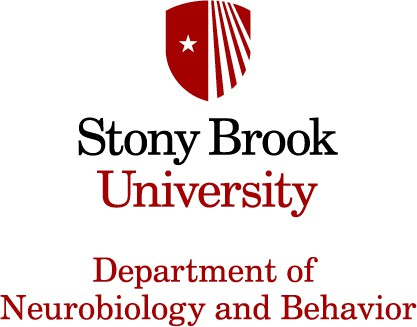 Stony Brook
University
Department of
Neurobiology and Behavior